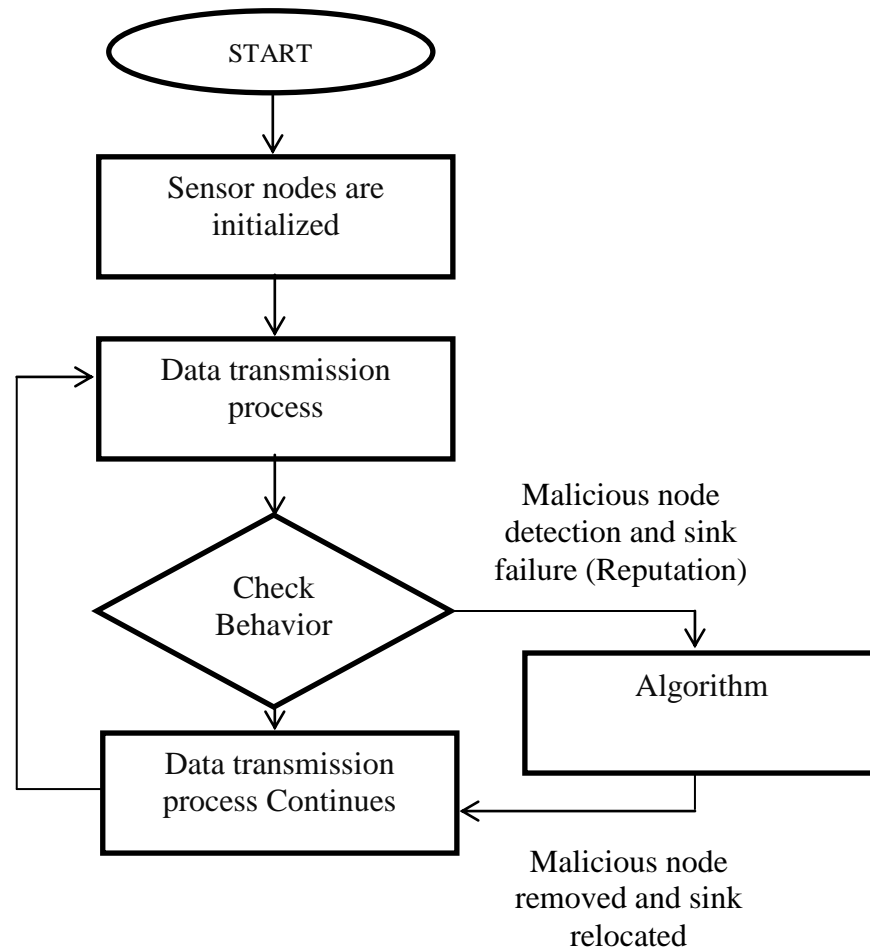 START
Sensor nodes are
initialized
Data transmission
process
Malicious node
detection and sink
failure (Reputation)
Check
Behavior
Algorithm
Data transmission
process Continues
Malicious node
removed and sink
relocated